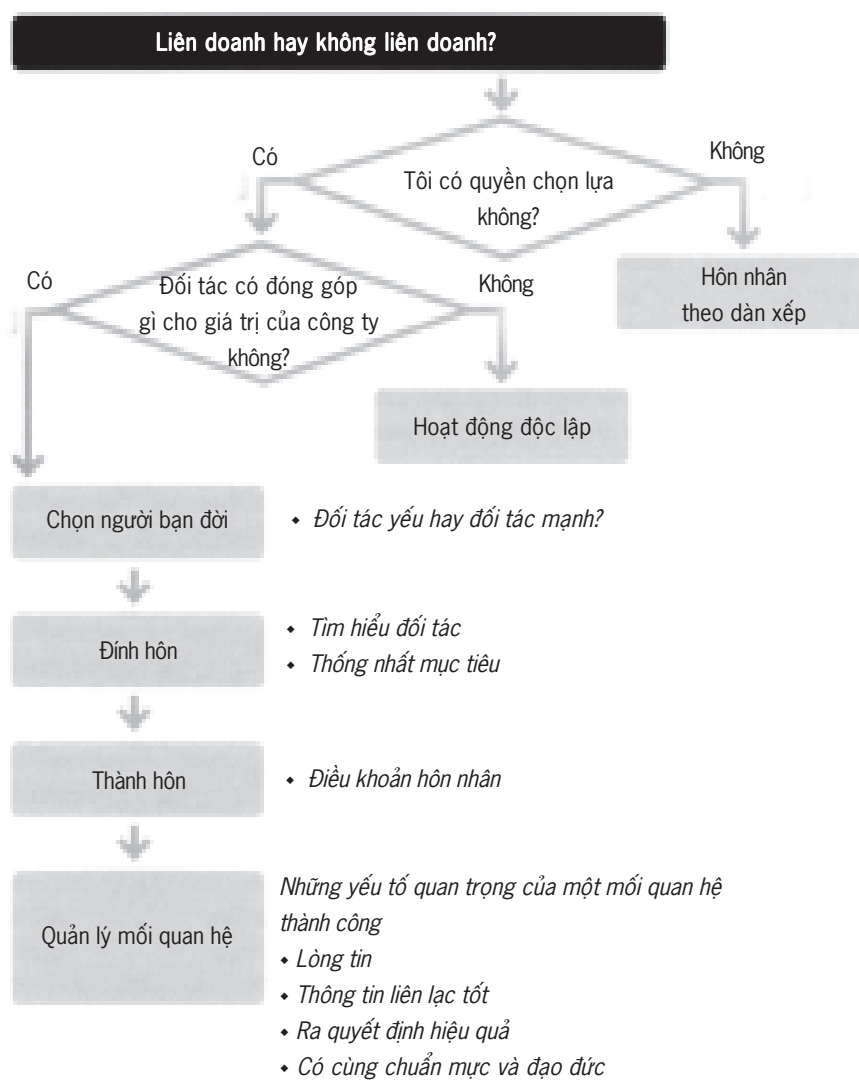 Liên doanh hay không liên doanh?
Có
Không
Tôi có quyền chọn lựa
không?
Có
Đối tác có đóng góp
gì cho giá trị của công ty
không?
Không
Hôn nhân
theo dàn xếp
Hoạt động độc lập
Chọn người bạn đời
• Đối tác yếu hay đối tác mạnh?
Đính hôn
• Tìm hiểu đối tác
• Thống nhất mục tiêu
Thành hôn
• Điều khoản hôn nhân
Quản lý mối quan hệ
Những yếu tố quan trọng của một mối quan hệ
thành công
• Lòng tin
• Thông tin liên lạc tốt
• Ra quyết định hiệu quả
• Có cùng chuẩn mực và đạo đức